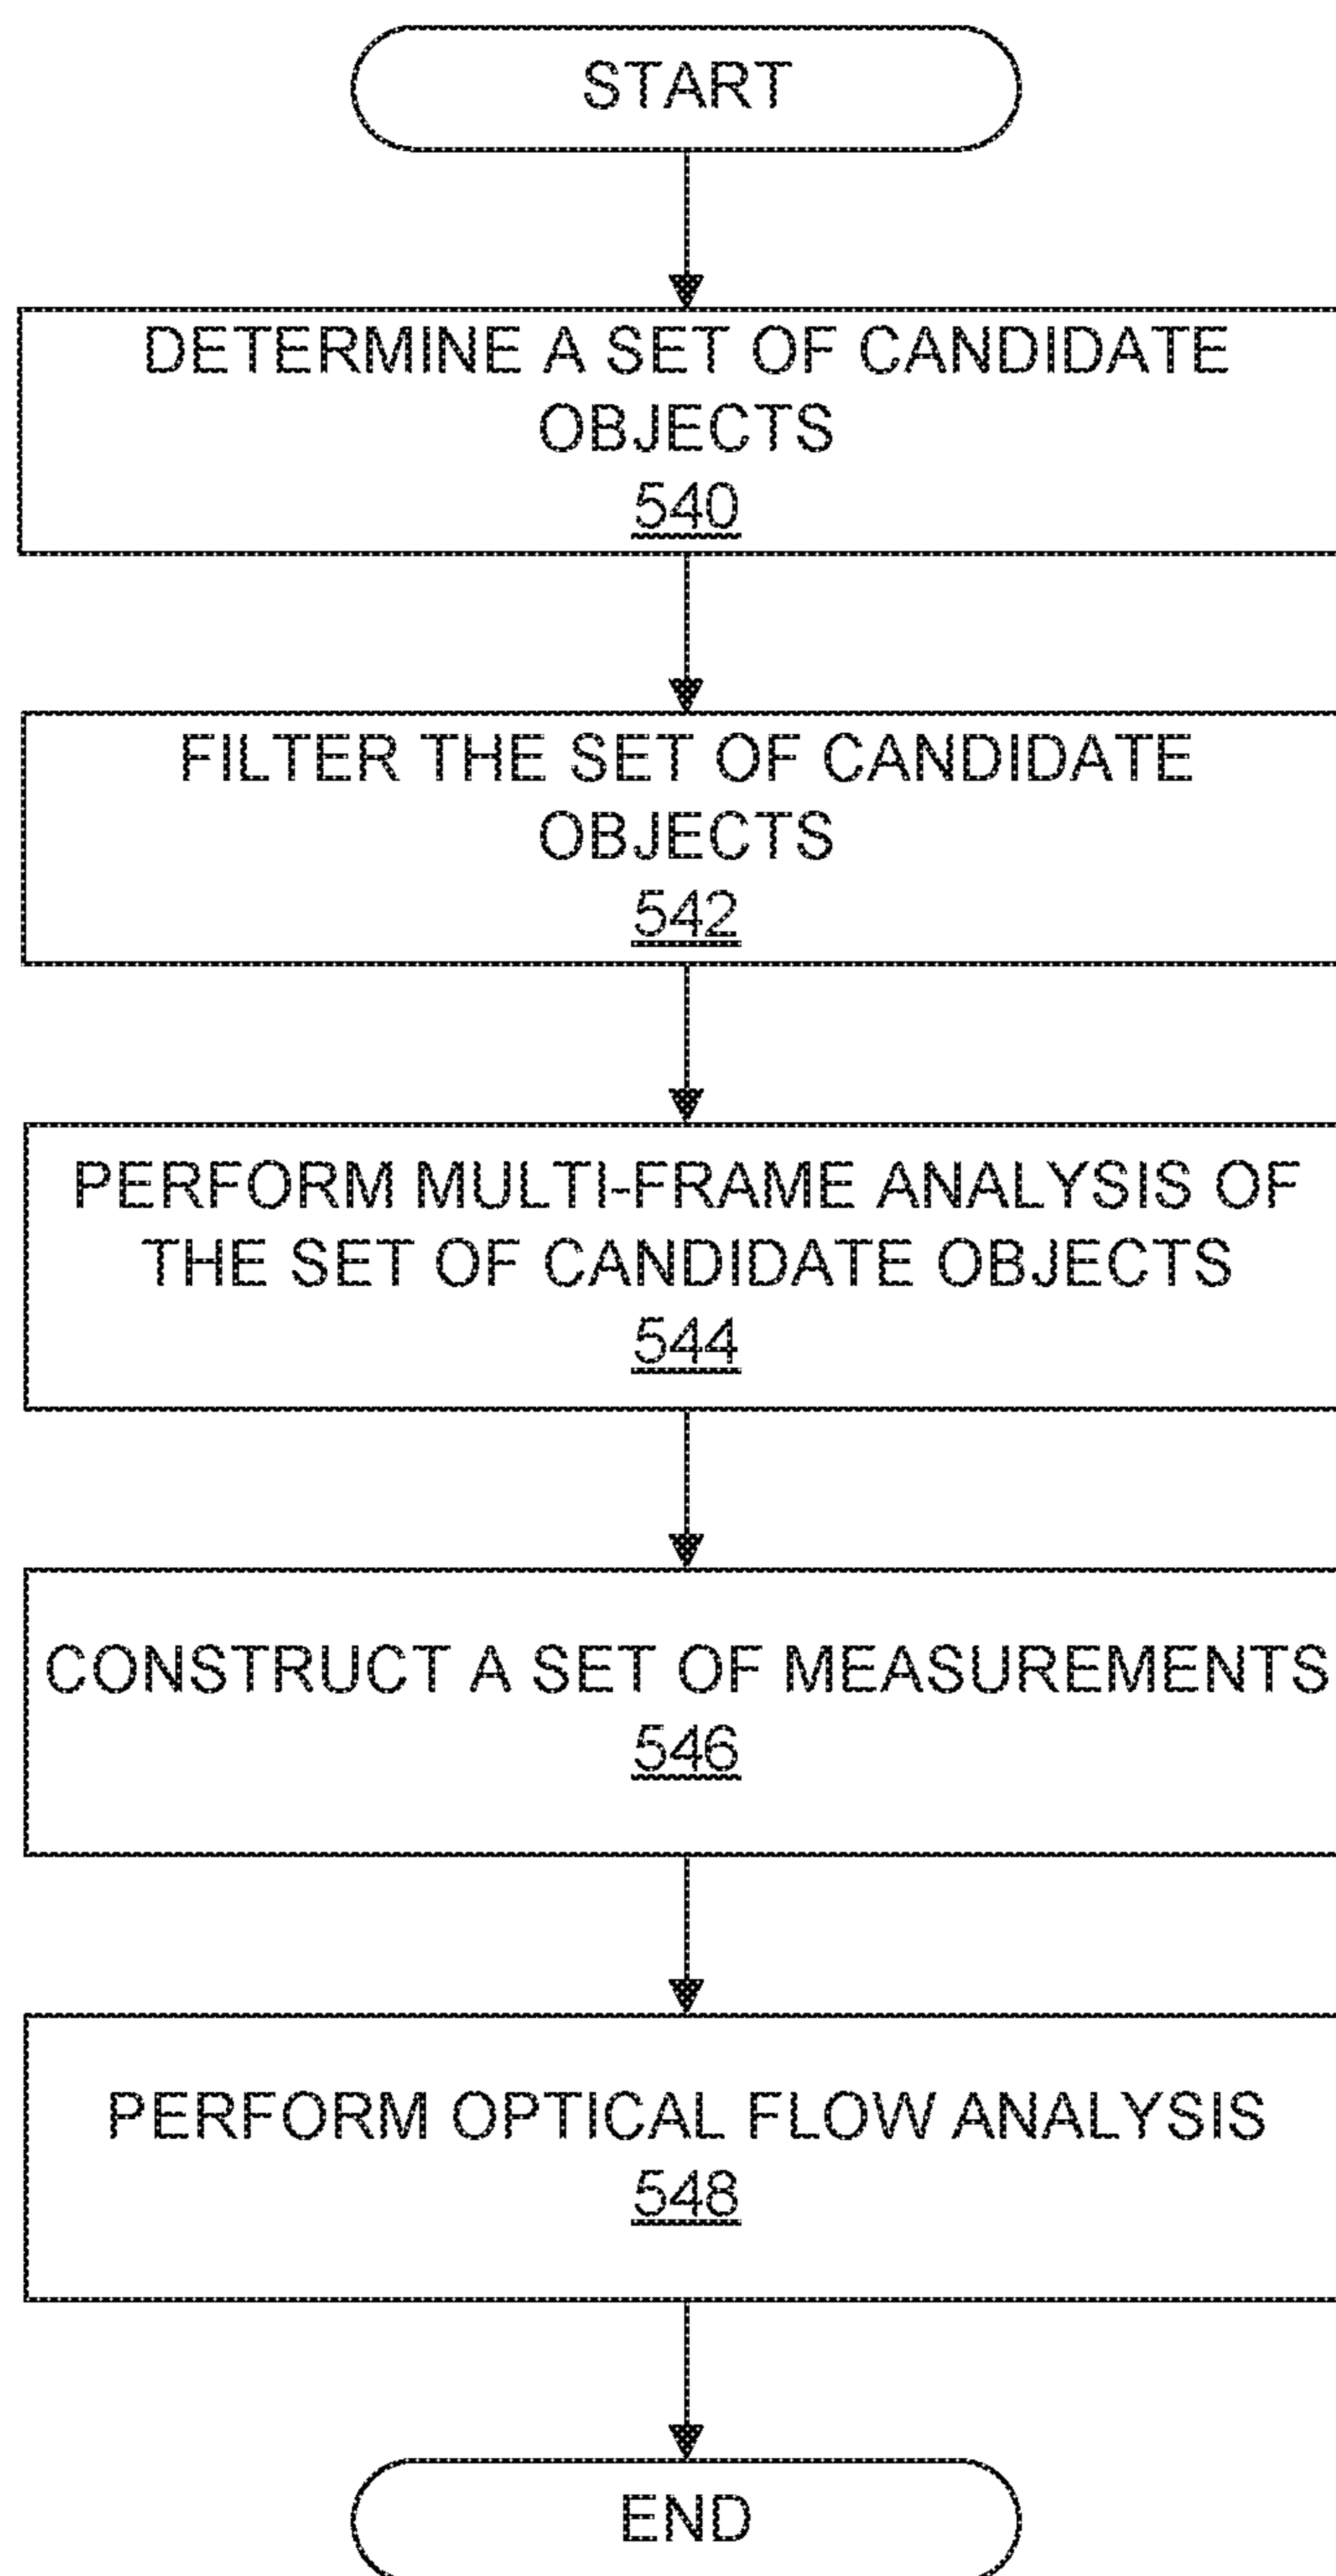 START
DETERMINE A SET OF CANDIDATE
OBJECTS
540
FILTER THE SET OF CANDIDATE
OBJECTS
542
PERFORM MULTI-FRAME ANALYSIS OF
THE SET OF CANDIDATE OBJECTS
544
CONSTRUCT A SET OF MEASUREMENTS
546
PERFORM OPTICAL FLOW ANALYSIS
548
END